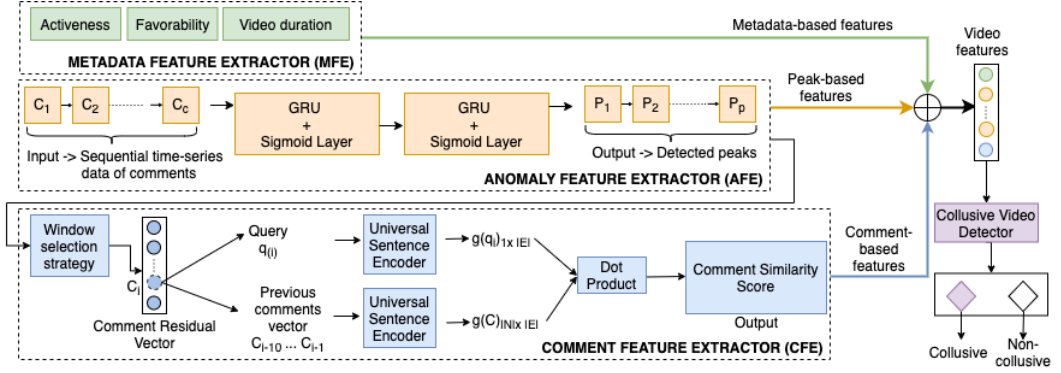 Activeness
Favorability
Video duration
METADATA FEATURE EXTRACTOR (MFE)
Metadata-based features
Video
features
C1
C2
Cc
GRU
+
Sigmoid Layer
GRU
+
Sigmoid Layer
P1
P2
Pp
Peak-based
features
Input -> Sequential time-series
data of comments
Output -> Detected peaks
ANOMALY FEATURE EXTRACTOR (AFE)
Window
selection
strategy
Ci
Comment Residual
Vector
Query
q(i)
Previous
comments
vector
Ci-10 ... Ci-1
Universal
Sentence
Encoder
Universal
Sentence
Encoder
g(qi)1x |E|
g(C)|N|x |E|
Dot
Product
Comment Similarity
Score
Output
COMMENT FEATURE EXTRACTOR (CFE)
Comment-
based
features
Collusive Video
Detector
Collusive
Non-
collusive